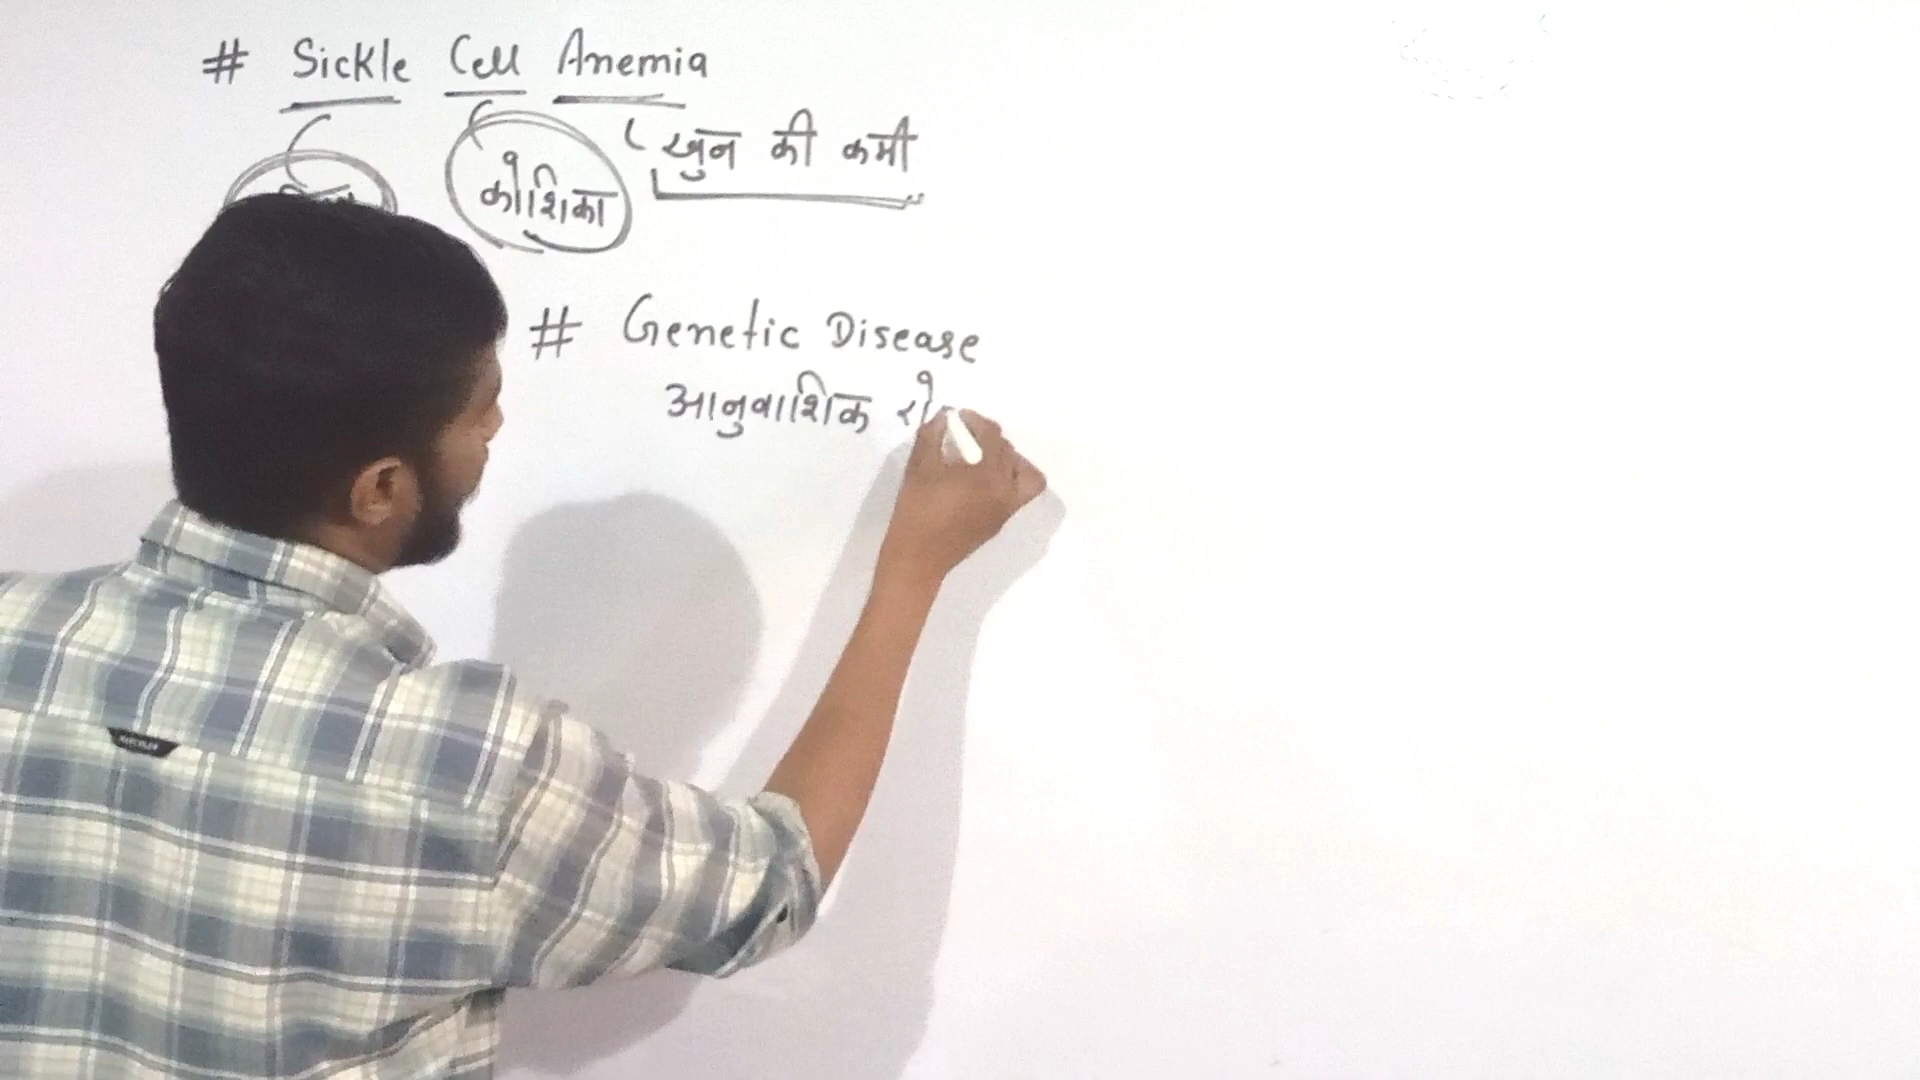 # Sickle Cell Anemia
खुन की कमी
कोशिका
# Genetic Disease
आनुवाशिक